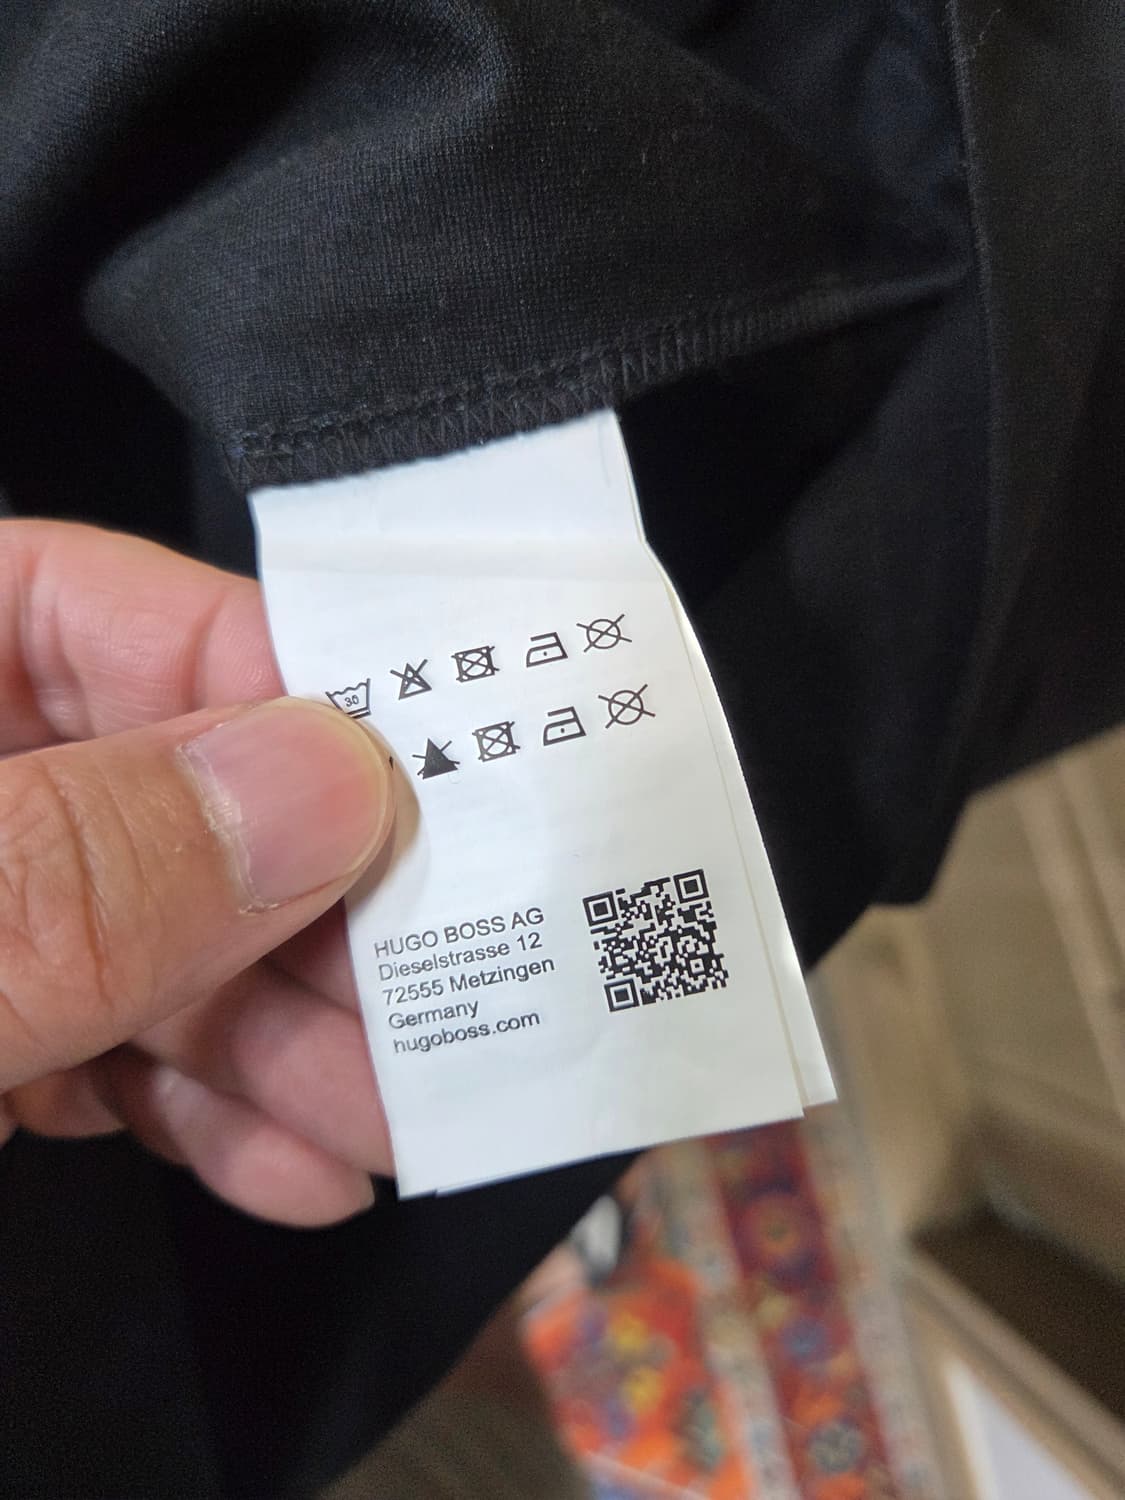 30
HUGO BOSS AG
Dieselstrasse 12
72555 Metzingen
Germany
hugoboss.com